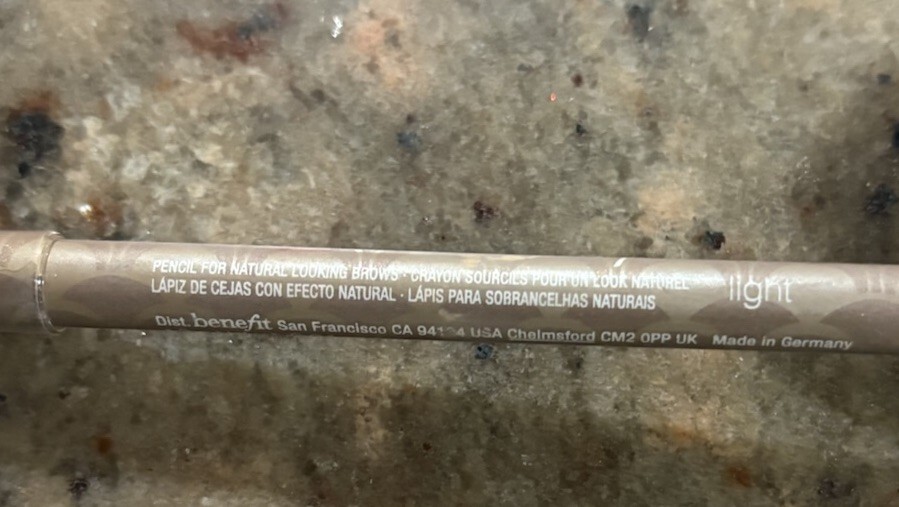 PENCIL FOR NATURAL LOOKING BROWS · CRAYON SOURCILS POUR UN LOOK NATUREL
LÁPIZ DE CEJAS CON EFECTO NATURAL · LÁPIS PARA SOBRANCELHAS NATURAIS
light
Dist. benefit San Francisco CA USA Chelmsford CM2 0PP UK Made in Germany